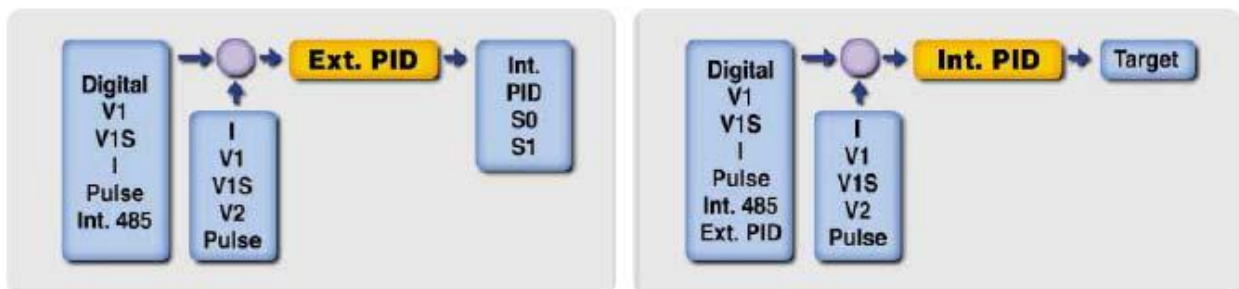 Digital
V1
V1S
I
Pulse
Int. 485
I
V1
V1S
V2
Pulse
Ext. PID
Int.
PID
S0
S1
Digital
V1
V1S
I
Pulse
Int. 485
Ext. PID
I
V1
V1S
V2
Pulse
Int. PID
Target